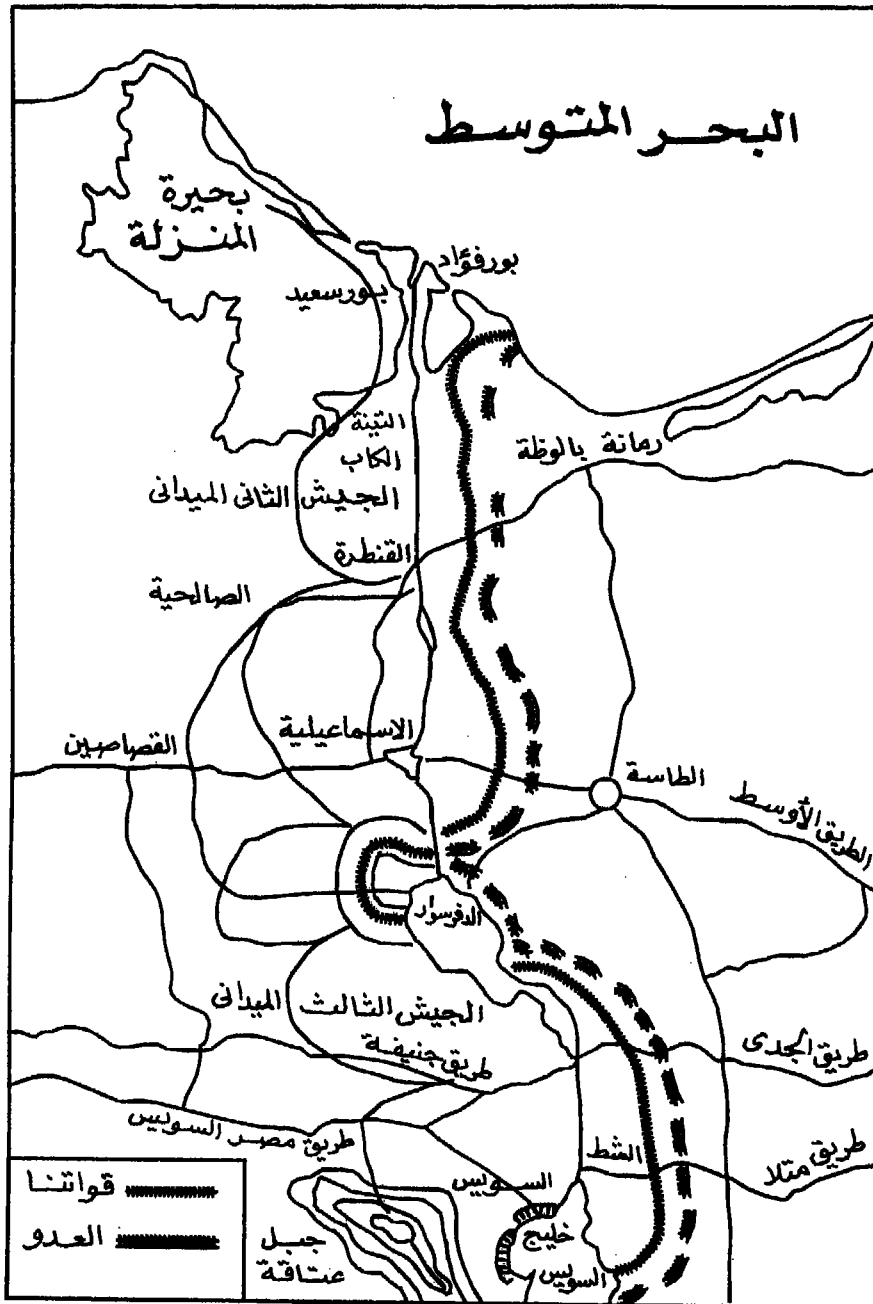 البحر المتوسط
بحيرة
المنزلة
بورفؤاد
بورسعيد
التينة
الكاب
رمانة بالوظة
الجيش الثانى الميدانى
القنطرة
الصالحية
الاسماعيلية
القصاصين
الطاسة
الطريق الأوسط
الدفرسوار
الجيش الثالث الميدانى
طريق جنيفة
طريق الجدى
طريق مصر السويس
الشط
طريق متلا
السويس
خليج
السويس
جبل
عتاقة
قواتنا
العدو